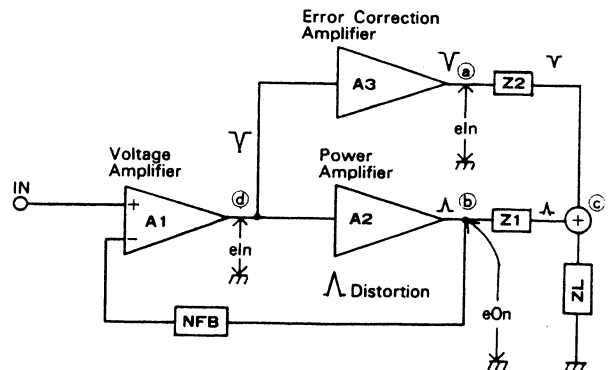 Error Correction
Amplifier
ⓐ
A3
Z2
eIn
Voltage
Amplifier
Power
Amplifier
IN
+
A1
−
ⓓ
A2
ⓑ
Z1
+
ⓒ
eIn
Distortion
eOn
ZL
NFB